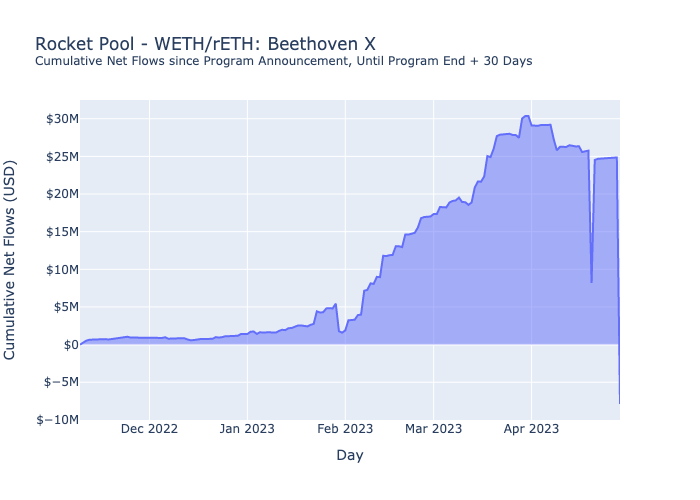 Rocket Pool - WETH/rETH: Beethoven X
Cumulative Net Flows since Program Announcement, Until Program End + 30 Days
Cumulative Net Flows (USD)
$30M
$25M
$20M
$15M
$10M
$5M
$0
$−5M
$−10M
Dec 2022
Jan 2023
Feb 2023
Mar 2023
Apr 2023
Day